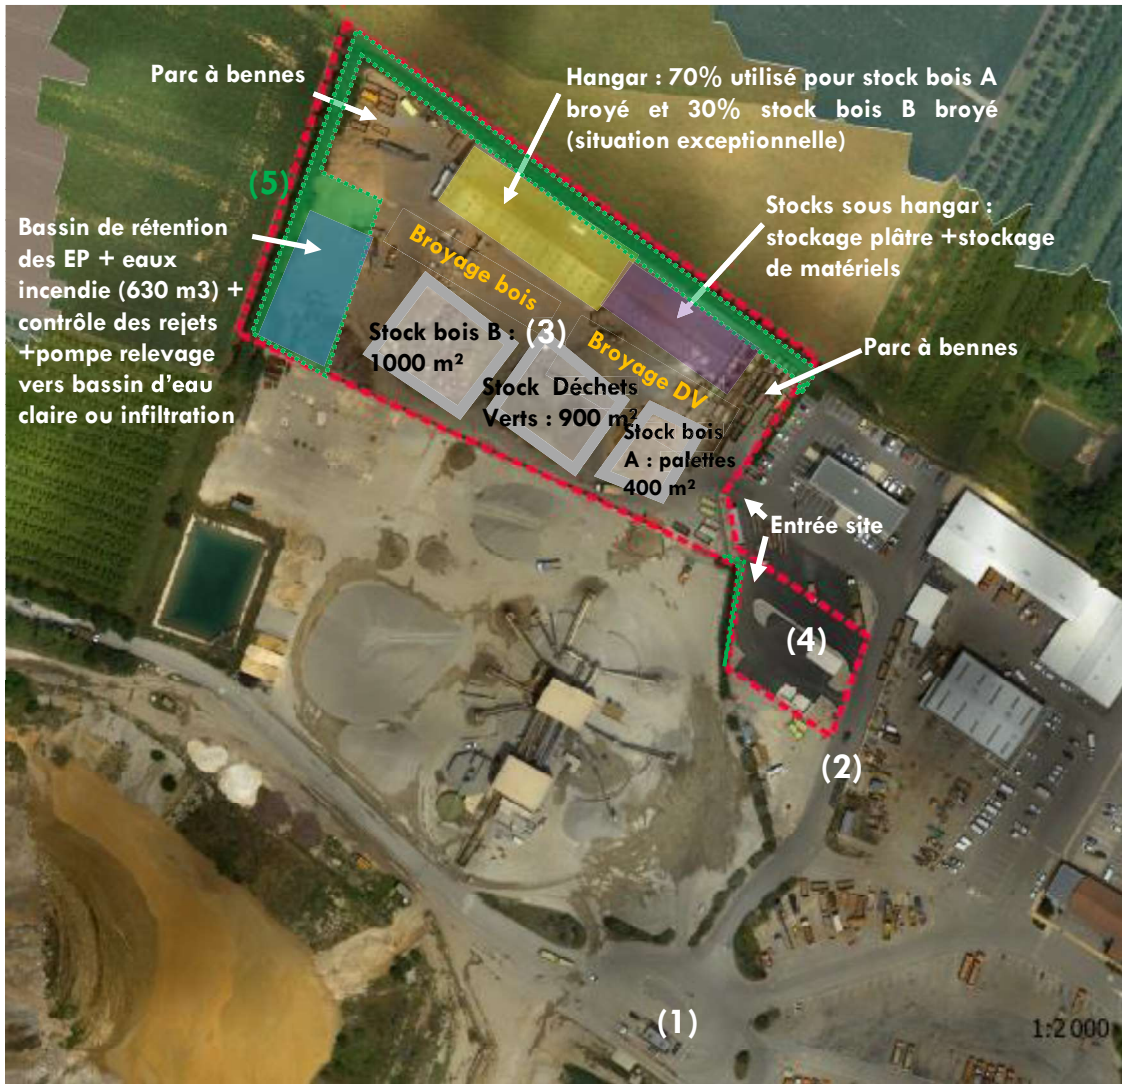 Parc à bennes
Hangar : 70% utilisé pour stock bois A
broyé et 30% stock bois B broyé
(situation exceptionnelle)
(5)
Bassin de rétention
des EP + eaux
incendie (630 m3) +
contrôle des rejets
+pompe relevage
vers bassin d'eau
claire ou infiltration
Stocks sous hangar :
stockage plâtre +stockage
de matériels
Broyage bois
Stock bois B :
1000 m²
(3)
Broyage DV
Parc à bennes
Stock Déchets
Verts : 900 m²
Stock bois
A : palettes
400 m²
Entrée site
(4)
(2)
(1)
1:2 000